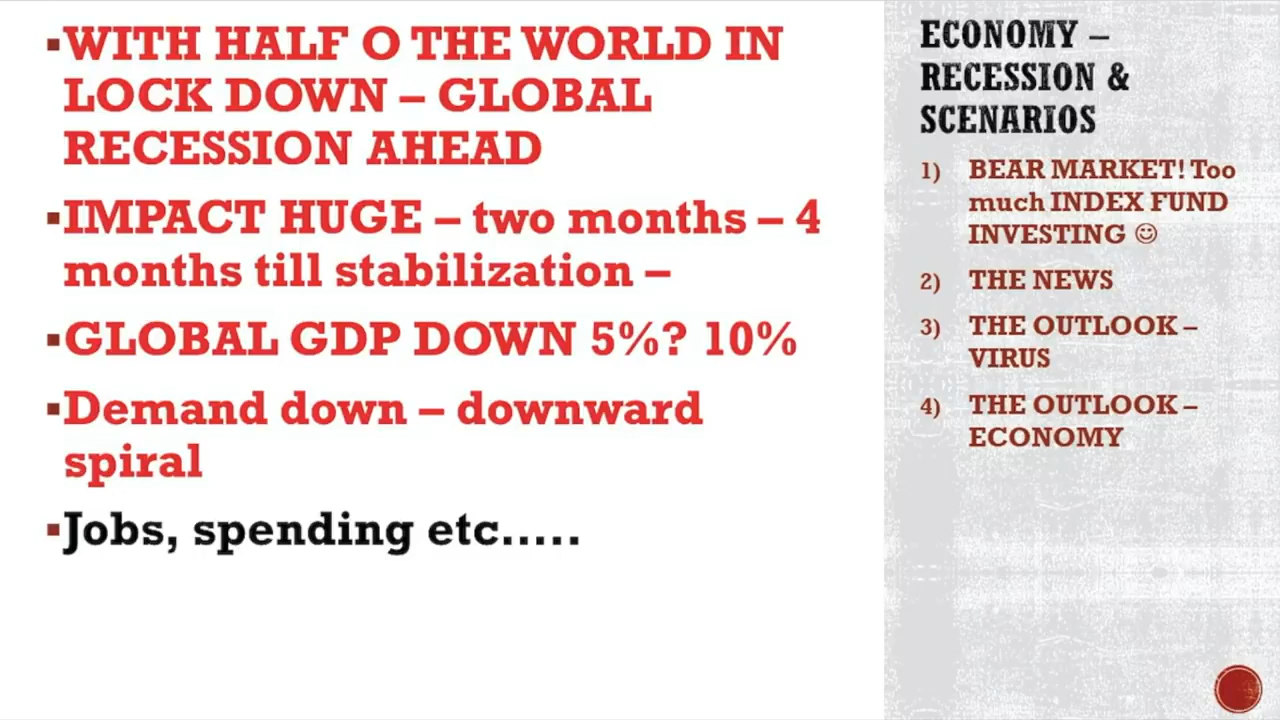 ▪WITH HALF O THE WORLD IN
LOCK DOWN – GLOBAL
RECESSION AHEAD
▪IMPACT HUGE – two months – 4
months till stabilization –
▪GLOBAL GDP DOWN 5%? 10%
▪Demand down – downward
spiral
▪Jobs, spending etc.....
ECONOMY –
RECESSION &
SCENARIOS
1) BEAR MARKET! Too
much INDEX FUND
INVESTING ☺
2) THE NEWS
3) THE OUTLOOK –
VIRUS
4) THE OUTLOOK –
ECONOMY